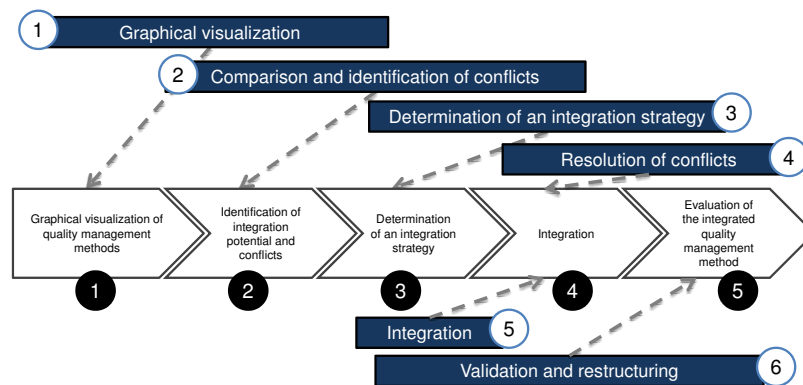 1 Graphical visualization
2 Comparison and identification of conflicts
Determination of an integration strategy 3
Resolution of conflicts 4
Graphical visualization of
quality management
methods
1
Identification of
integration
potential and
conflicts
2
Determination
of an integration
strategy
3
Integration
4
Evaluation of
the integrated
quality
management
method
5
Integration 5
Validation and restructuring 6